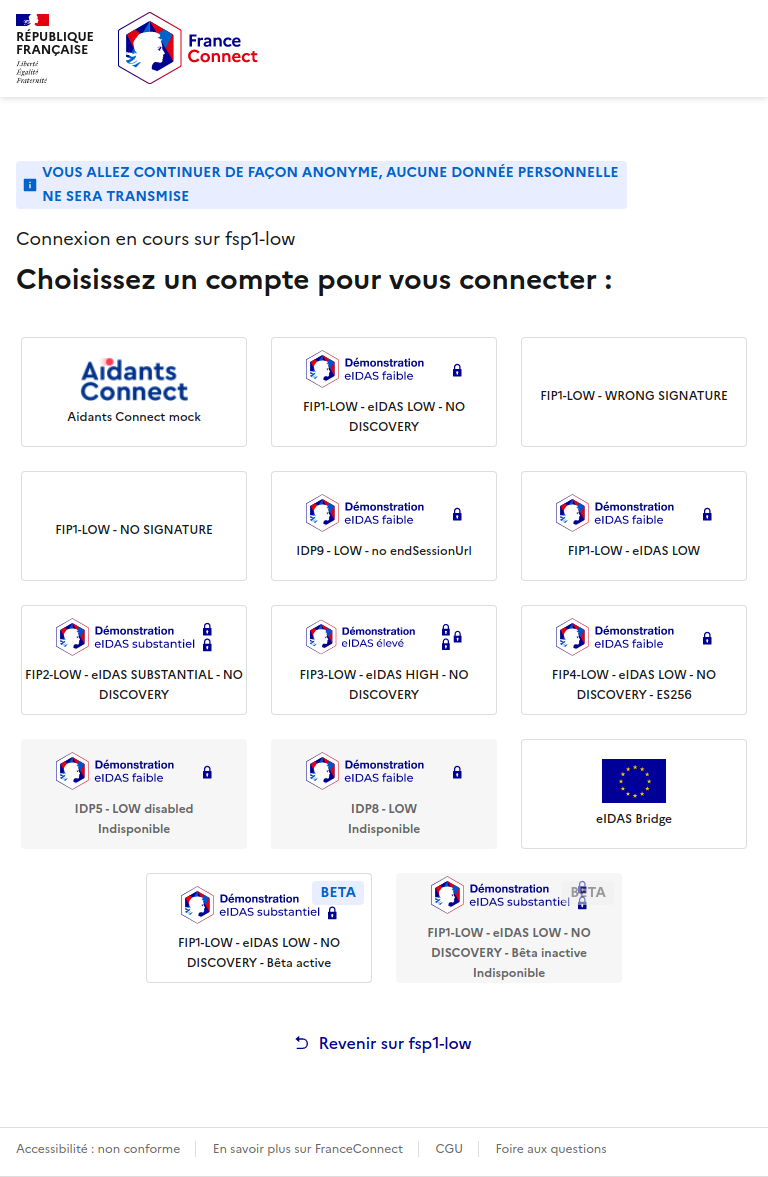 RÉPUBLIQUE
FRANÇAISE
Liberté
Égalité
Fraternité
France
Connect
VOUS ALLEZ CONTINUER DE FAÇON ANONYME, AUCUNE DONNÉE PERSONNELLE
NE SERA TRANSMISE
Connexion en cours sur fsp1-low
Choisissez un compte pour vous connecter :
Aidants
Connect
Aidants Connect mock
Démonstration
eIDAS faible
FIP1-LOW - eIDAS LOW - NO
DISCOVERY
FIP1-LOW - WRONG SIGNATURE
FIP1-LOW - NO SIGNATURE
Démonstration
eIDAS faible
IDP9 - LOW - no endSessionUrl
Démonstration
eIDAS faible
FIP1-LOW - eIDAS LOW
Démonstration
eIDAS substantiel
FIP2-LOW - eIDAS SUBSTANTIAL - NO
DISCOVERY
Démonstration
eIDAS élevé
FIP3-LOW - eIDAS HIGH - NO
DISCOVERY
Démonstration
eIDAS faible
FIP4-LOW - eIDAS LOW - NO
DISCOVERY - ES256
Démonstration
eIDAS faible
IDP5 - LOW disabled
Indisponible
Démonstration
eIDAS faible
IDP8 - LOW
Indisponible
eIDAS Bridge
BETA
Démonstration
eIDAS substantiel
FIP1-LOW - eIDAS LOW - NO
DISCOVERY - Bêta active
BETA
Démonstration
eIDAS substantiel
FIP1-LOW - eIDAS LOW - NO
DISCOVERY - Bêta inactive
Indisponible
Revenir sur fsp1-low
Accessibilité : non conforme
En savoir plus sur FranceConnect
CGU
Foire aux questions